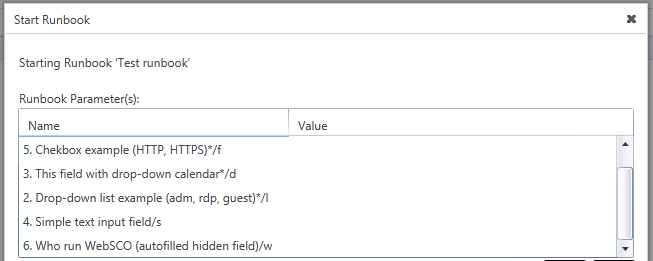 Start Runbook
Starting Runbook 'Test runbook'
Runbook Parameter(s):
Name Value
5. Chekbox example (HTTP, HTTPS)*/f
3. This field with drop-down calendar*/d
2. Drop-down list example (adm, rdp, guest)*/l
4. Simple text input field/s
6. Who run WebSCO (autofilled hidden field)/w